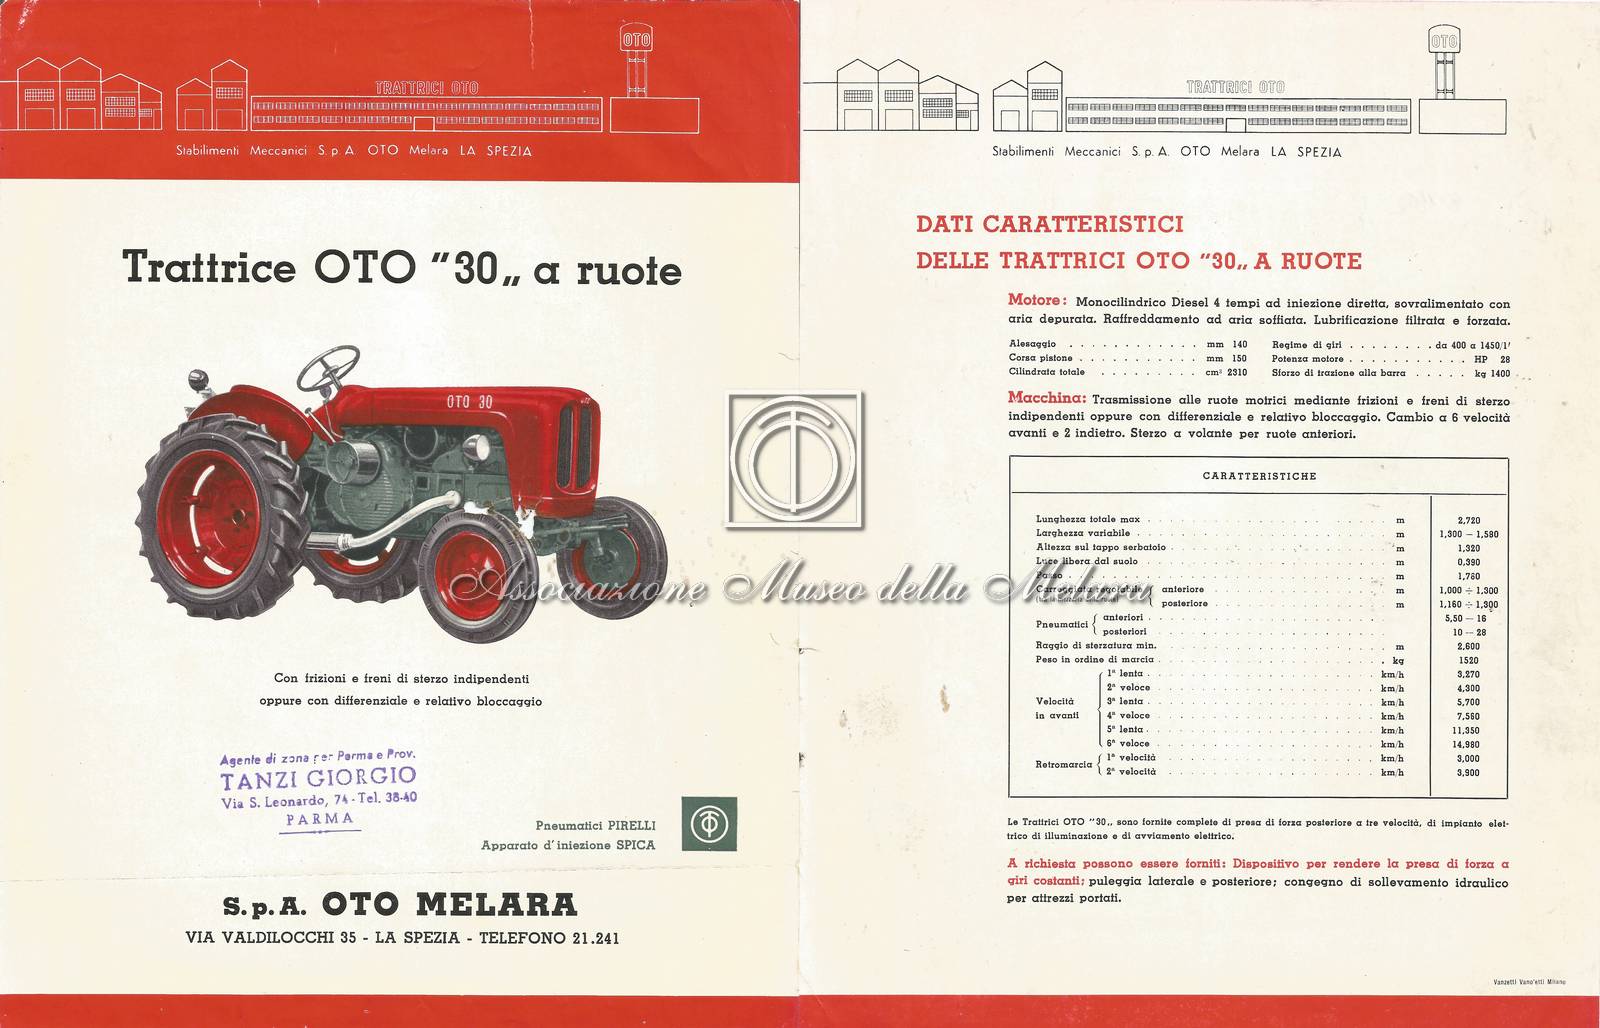 OTO
TRATTRICI OTO
Stabilimenti Meccanici S. p. A. OTO Melara LA SPEZIA
Trattrice OTO "30„ a ruote
OTO 30
Con frizioni e freni di sterzo indipendenti
oppure con differenziale e relativo bloccaggio
Agente di zona per Parma e Prov.
TANZI GIORGIO
Via S. Leonardo, 74 - Tel. 38-40
PARMA
Pneumatici PIRELLI
Apparato d'iniezione SPICA
S.p.A. OTO MELARA
VIA VALDILOCCHI 35 - LA SPEZIA - TELEFONO 21.241
Associazione Museo della Melara
OTO
TRATTRICI OTO
Stabilimenti Meccanici S. p. A. OTO Melara LA SPEZIA
DATI CARATTERISTICI
DELLE TRATTRICI OTO "30„ A RUOTE
Motore: Monocilindrico Diesel 4 tempi ad iniezione diretta, sovralimentato con
aria depurata. Raffreddamento ad aria soffiata. Lubrificazione filtrata e forzata.
Alesaggio . . . . . . . . . . . . mm 140 Regime di giri . . . . . . . . da 400 a 1450/1'
Corsa pistone . . . . . . . . . . . mm 150 Potenza motore . . . . . . . . . . . HP 28
Cilindrata totale . . . . . . . . . cm³ 2310 Sforzo di trazione alla barra . . . . . kg 1400
Macchina: Trasmissione alle ruote motrici mediante frizioni e freni di sterzo
indipendenti oppure con differenziale e relativo bloccaggio. Cambio a 6 velocità
avanti e 2 indietro. Sterzo a volante per ruote anteriori.
CARATTERISTICHE
Lunghezza totale max m 2,720
Larghezza variabile m 1,300 — 1,580
Altezza sul tappo serbatoio m 1,320
Luce libera dal suolo m 0,390
Passo m 1,760
Carreggiata regolabile anteriore m 1,000 ÷ 1,300
posteriore m 1,160 ÷ 1,300
Pneumatici anteriori 5,50 — 16
posteriori 10 — 28
Raggio di sterzatura min. m 2,600
Peso in ordine di marcia kg 1520
Velocità in avanti 1ª lenta km/h 3,270
2ª veloce km/h 4,300
3ª lenta km/h 5,700
4ª veloce km/h 7,560
5ª lenta km/h 11,350
6ª veloce km/h 14,980
Retromarcia 1ª velocità km/h 3,000
2ª velocità km/h 3,900
Le Trattrici OTO "30„ sono fornite complete di presa di forza posteriore a tre velocità, di impianto elet-
trico di illuminazione e di avviamento elettrico.
A richiesta possono essere forniti: Dispositivo per rendere la presa di forza a
giri costanti; puleggia laterale e posteriore; congegno di sollevamento idraulico
per attrezzi portati.